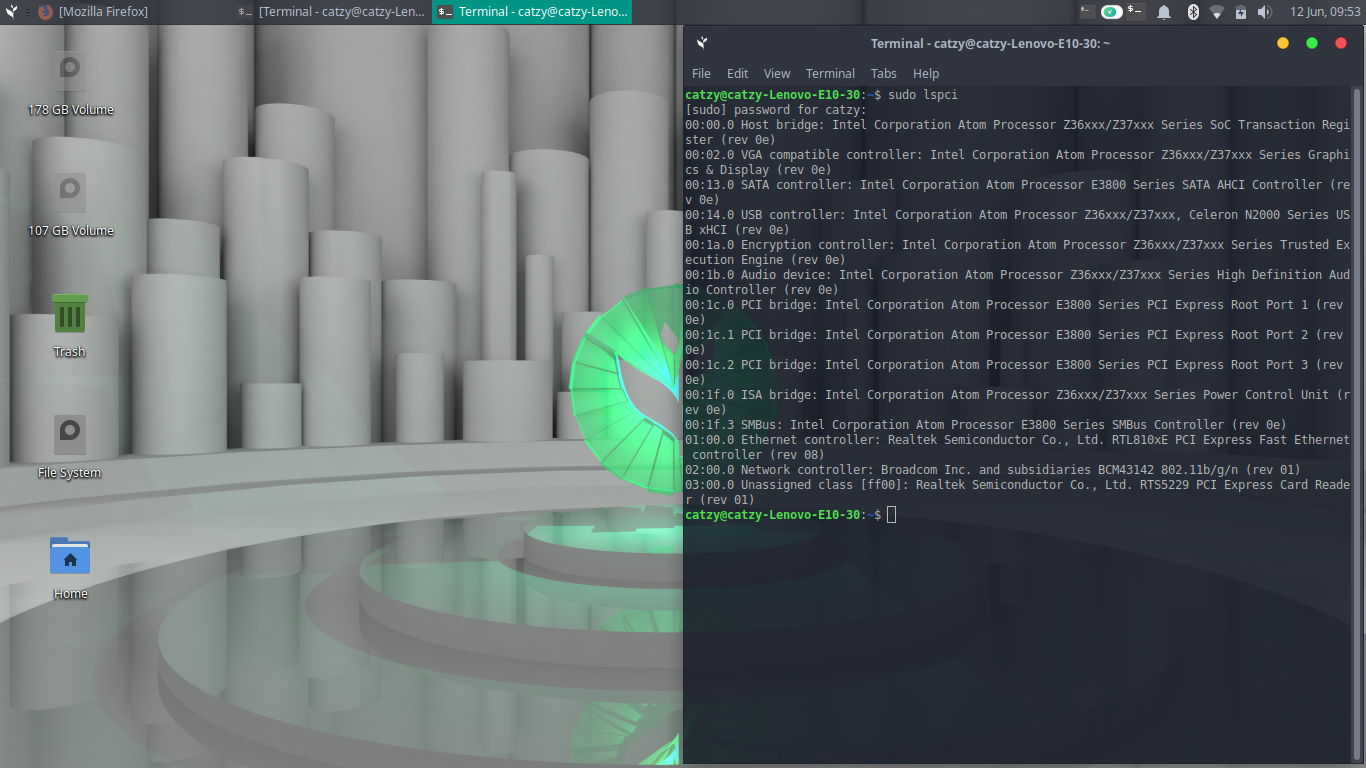 [Mozilla Firefox]
[Terminal - catzy@catzy-Len...
Terminal - catzy@catzy-Leno...
12 Jun, 09:53
178 GB Volume
107 GB Volume
Trash
File System
Home
Terminal - catzy@catzy-Lenovo-E10-30: ~
File Edit View Terminal Tabs Help
catzy@catzy-Lenovo-E10-30:~$ sudo lspci
[sudo] password for catzy:
00:00.0 Host bridge: Intel Corporation Atom Processor Z36xxx/Z37xxx Series SoC Transaction Regi
ster (rev 0e)
00:02.0 VGA compatible controller: Intel Corporation Atom Processor Z36xxx/Z37xxx Series Graphi
cs & Display (rev 0e)
00:13.0 SATA controller: Intel Corporation Atom Processor E3800 Series SATA AHCI Controller (re
v 0e)
00:14.0 USB controller: Intel Corporation Atom Processor Z36xxx/Z37xxx, Celeron N2000 Series US
B xHCI (rev 0e)
00:1a.0 Encryption controller: Intel Corporation Atom Processor Z36xxx/Z37xxx Series Trusted Ex
ecution Engine (rev 0e)
00:1b.0 Audio device: Intel Corporation Atom Processor Z36xxx/Z37xxx Series High Definition Aud
io Controller (rev 0e)
00:1c.0 PCI bridge: Intel Corporation Atom Processor E3800 Series PCI Express Root Port 1 (rev
0e)
00:1c.1 PCI bridge: Intel Corporation Atom Processor E3800 Series PCI Express Root Port 2 (rev
0e)
00:1c.2 PCI bridge: Intel Corporation Atom Processor E3800 Series PCI Express Root Port 3 (rev
0e)
00:1f.0 ISA bridge: Intel Corporation Atom Processor Z36xxx/Z37xxx Series Power Control Unit (r
ev 0e)
00:1f.3 SMBus: Intel Corporation Atom Processor E3800 Series SMBus Controller (rev 0e)
01:00.0 Ethernet controller: Realtek Semiconductor Co., Ltd. RTL810xE PCI Express Fast Ethernet
controller (rev 08)
02:00.0 Network controller: Broadcom Inc. and subsidiaries BCM43142 802.11b/g/n (rev 01)
03:00.0 Unassigned class [ff00]: Realtek Semiconductor Co., Ltd. RTS5229 PCI Express Card Reade
r (rev 01)
catzy@catzy-Lenovo-E10-30:~$